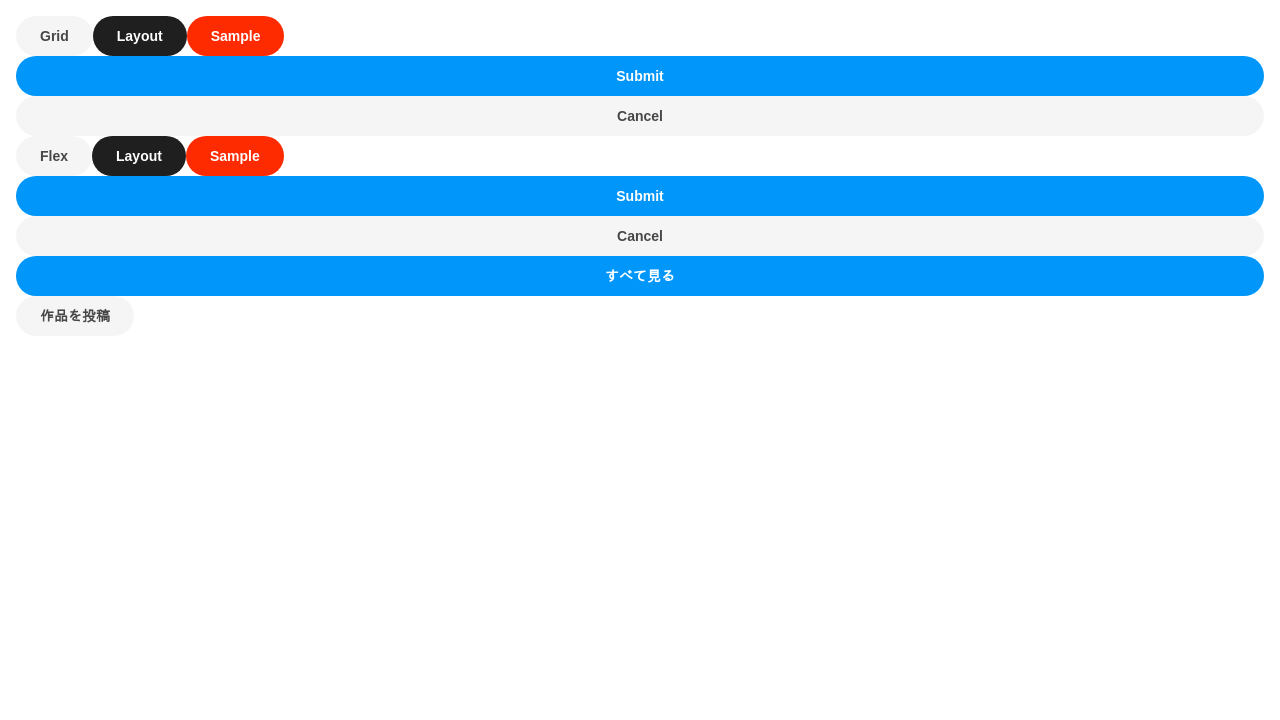 Grid Layout Sample
Submit
Cancel
Flex Layout Sample
Submit
Cancel
すべて見る
作品を投稿